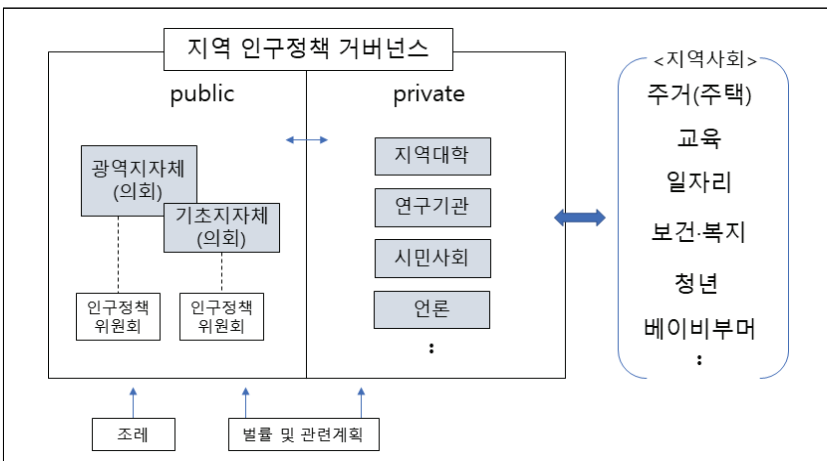 지역 인구정책 거버넌스
public
광역지자체
(의회)
기초지자체
(의회)
인구정책
위원회
인구정책
위원회
private
지역대학
연구기관
시민사회
언론
:
<지역사회>
주거(주택)
교육
일자리
보건·복지
청년
베이비부머
:
조레
벌률 및 관련계획